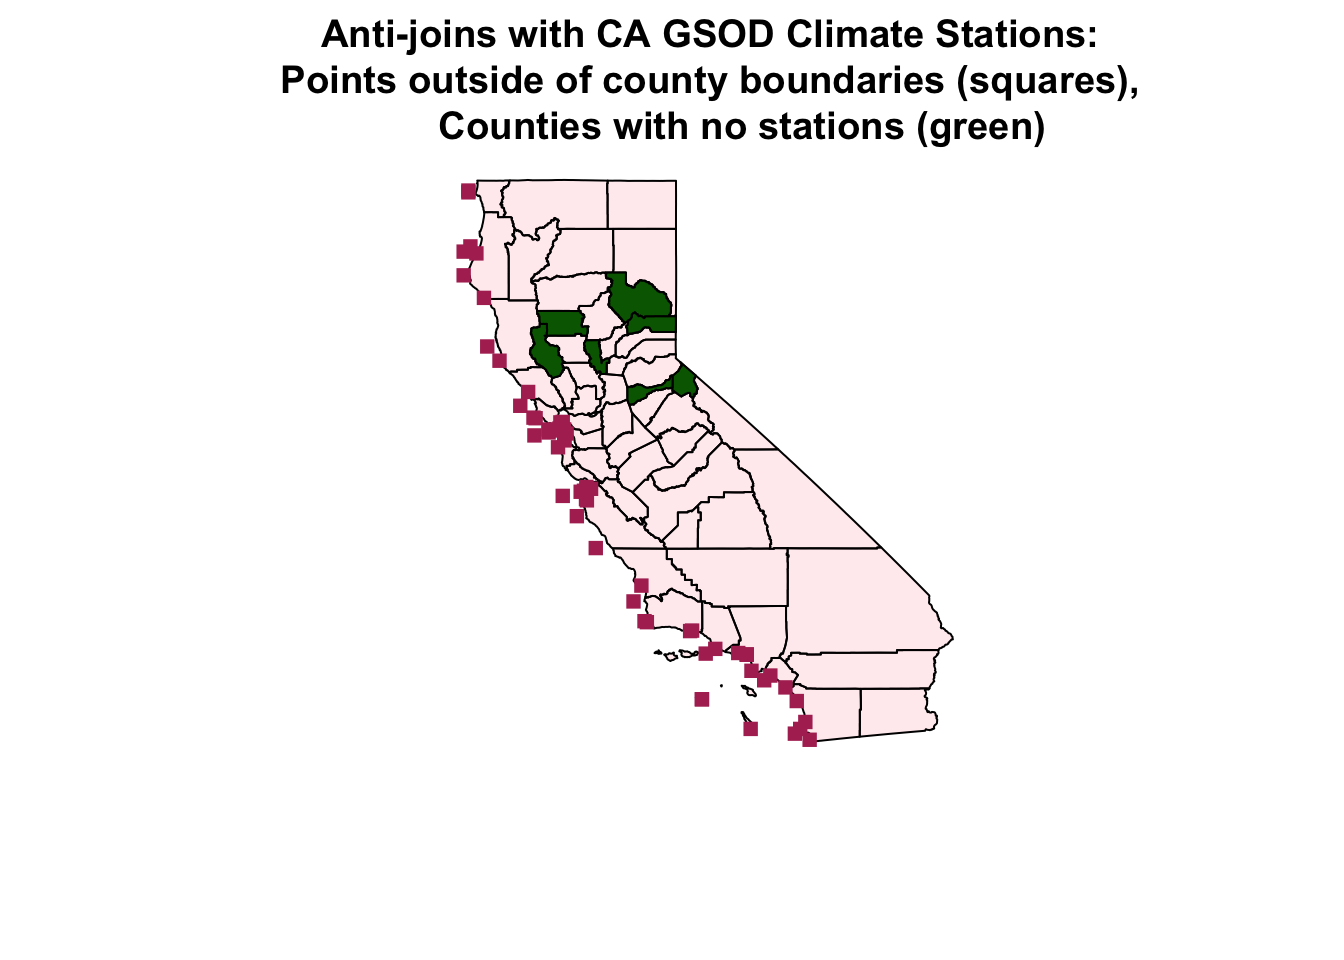 Anti-joins with CA GSOD Climate Stations:
Points outside of county boundaries (squares),
Counties with no stations (green)